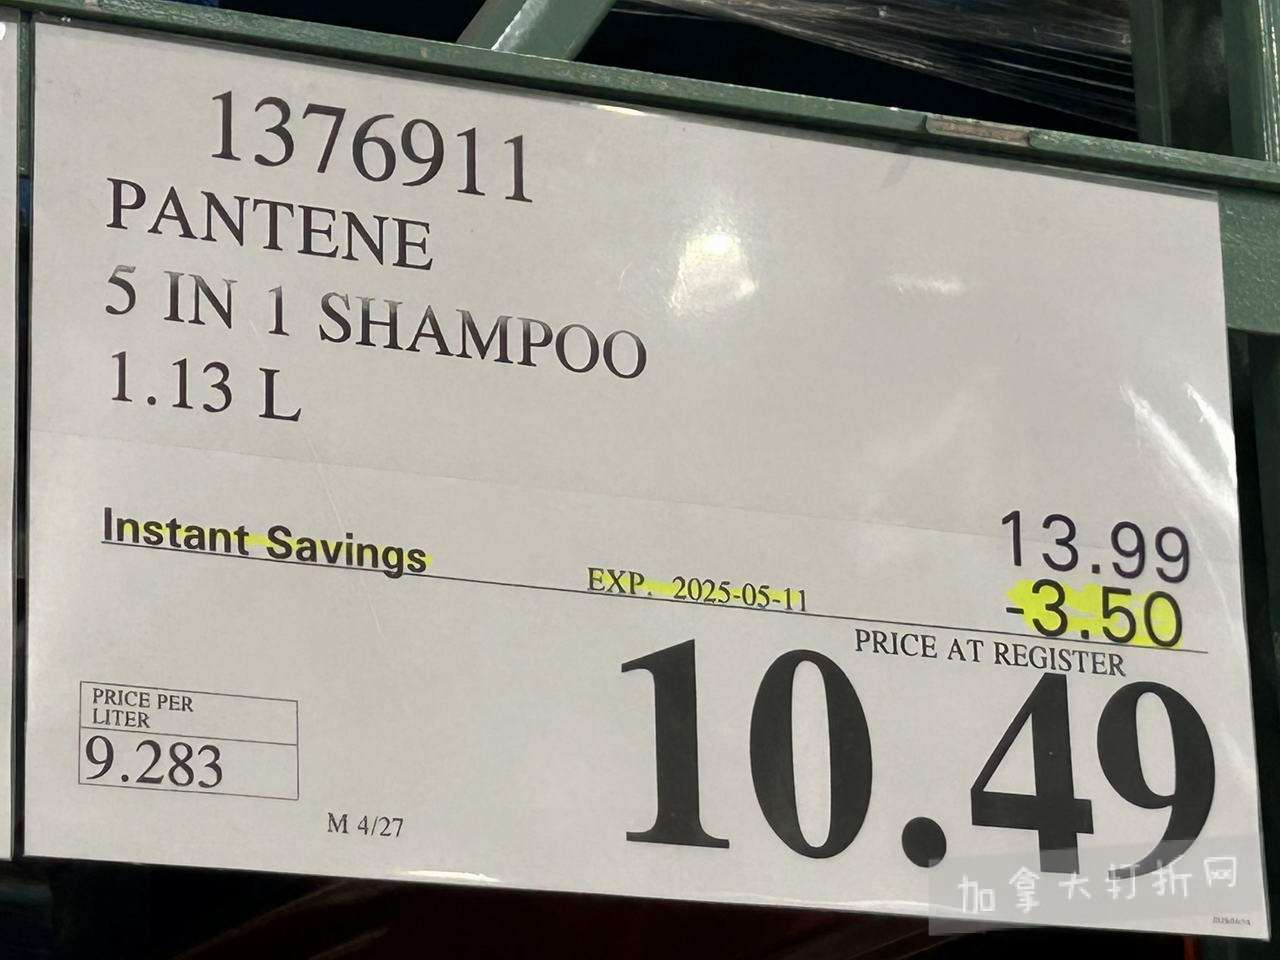 1376911
PANTENE
5 IN 1 SHAMPOO
1.13 L
13.99
Instant Savings EXP. 2025-05-11 -3.50
PRICE AT REGISTER
10.49
PRICE PER
LITER
9.283
M 4/27
加拿大打折网